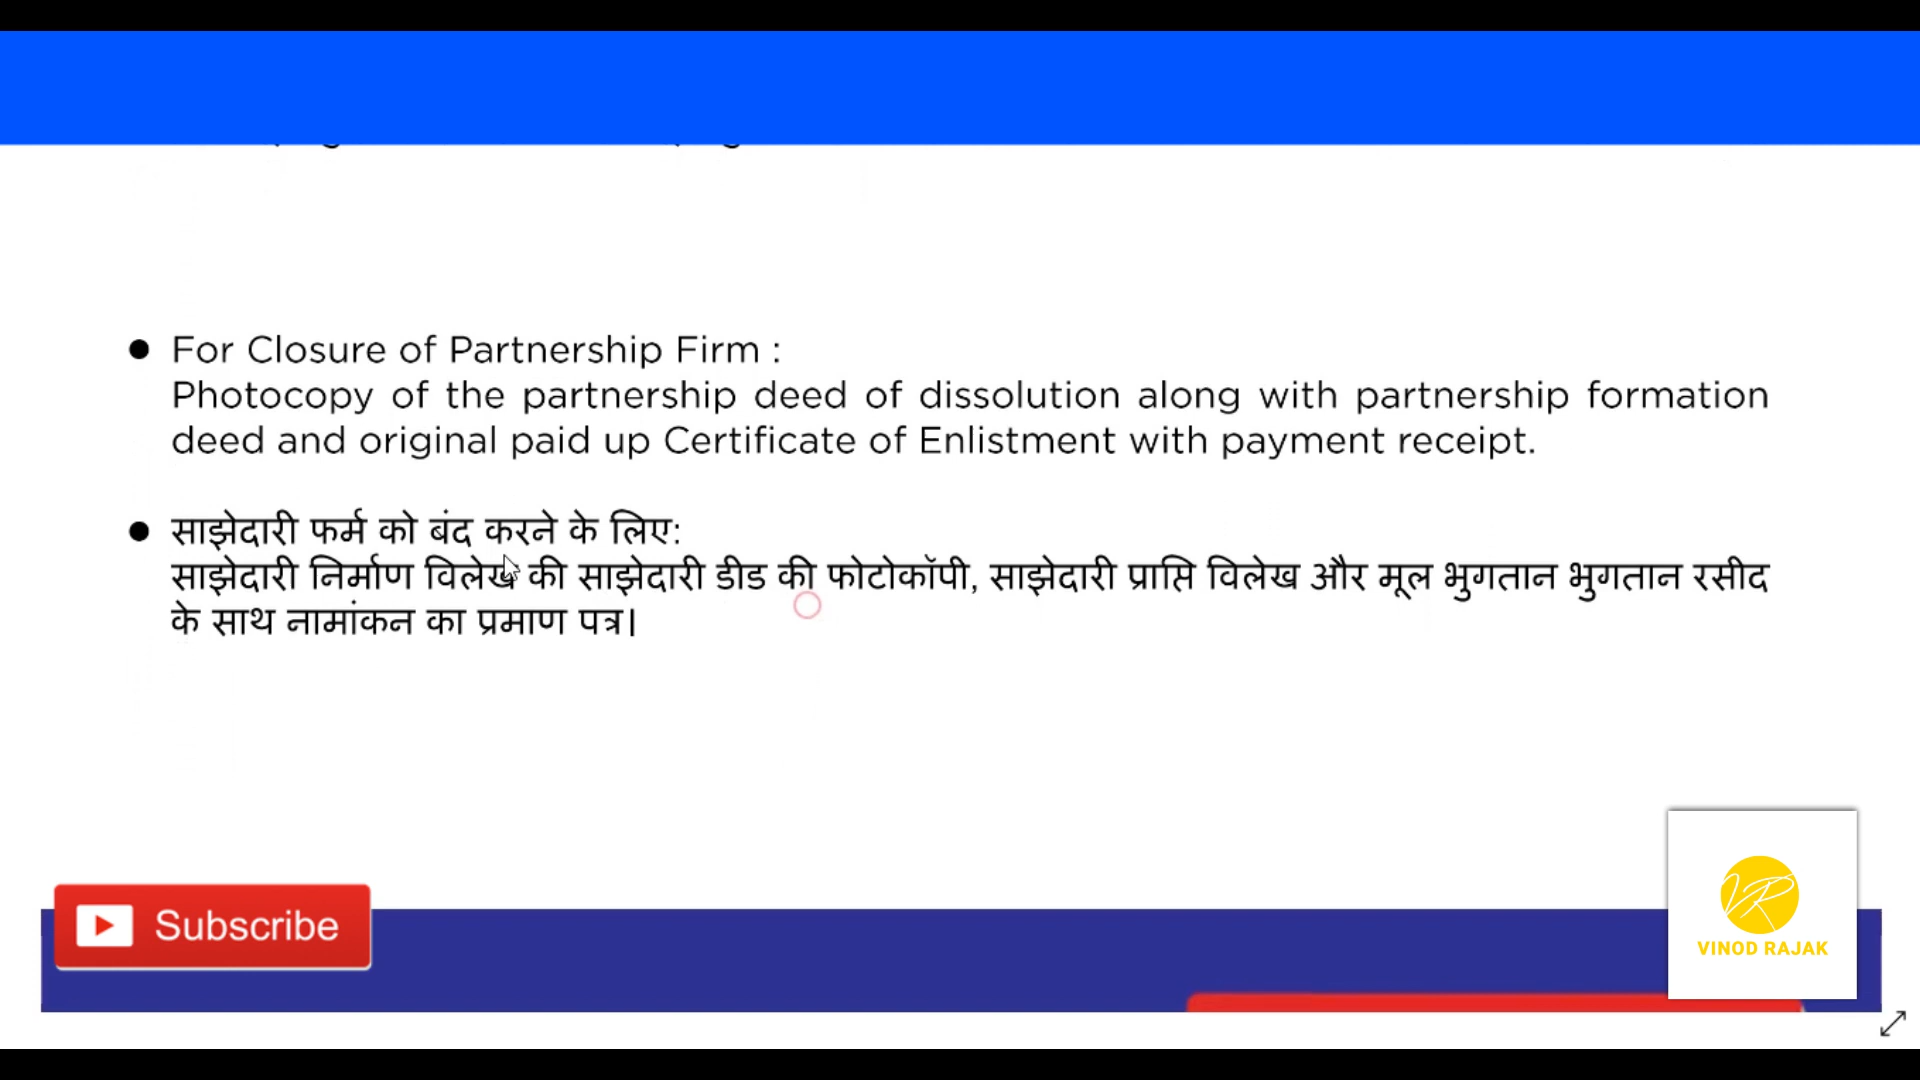 For Closure of Partnership Firm :
Photocopy of the partnership deed of dissolution along with partnership formation
deed and original paid up Certificate of Enlistment with payment receipt.
साझेदारी फर्म को बंद करने के लिए:
साझेदारी निर्माण विलेख की साझेदारी डीड की फोटोकॉपी, साझेदारी प्राप्ति विलेख और मूल भुगतान भुगतान रसीद
के साथ नामांकन का प्रमाण पत्र।
Subscribe
VR
VINOD RAJAK